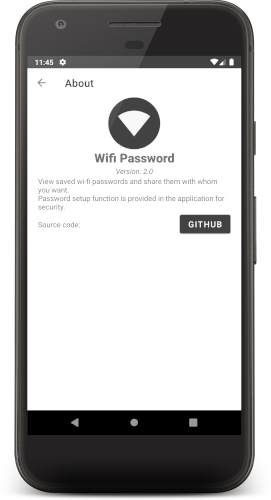 11:45
About
Wifi Password
Version: 2.0
View saved wi-fi passwords and share them with whom
you want.
Password setup function is provided in the application for
security.
Source code:
GITHUB